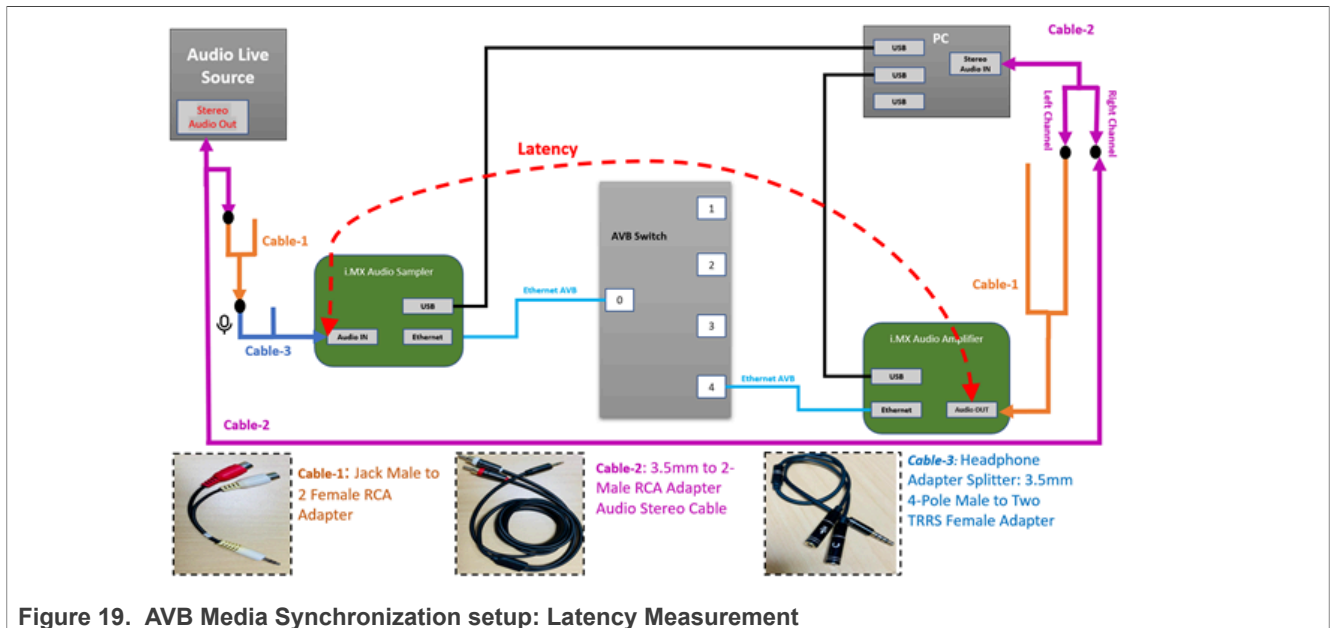 Audio Live
Source
Stereo
Audio Out
PC
USB
USB
USB
Stereo
Audio IN
Cable-2
Left Channel
Right Channel
Latency
AVB Switch
1
2
3
4
0
Cable-1
i.MX Audio Sampler
USB
Audio IN
Ethernet
Cable-3
Ethernet AVB
Ethernet AVB
Cable-1
i.MX Audio Amplifier
USB
Ethernet
Audio OUT
Cable-2
Cable-1: Jack Male to
2 Female RCA
Adapter
Cable-2: 3.5mm to 2-
Male RCA Adapter
Audio Stereo Cable
Cable-3: Headphone
Adapter Splitter: 3.5mm
4-Pole Male to Two
TRRS Female Adapter
Figure 19. AVB Media Synchronization setup: Latency Measurement